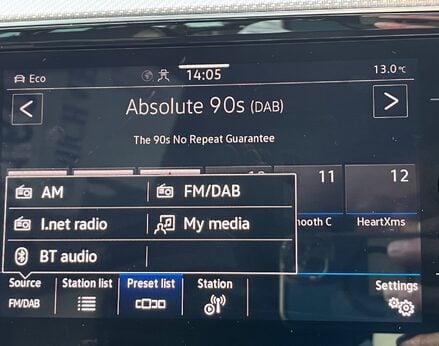 Eco
14:05
13.0°C
<
Absolute 90s (DAB)
>
The 90s No Repeat Guarantee
11
12
HeartXms
AM
FM/DAB
I.net radio
My media
BT audio
Source
FM/DAB
Station list
Preset list
Station
Settings